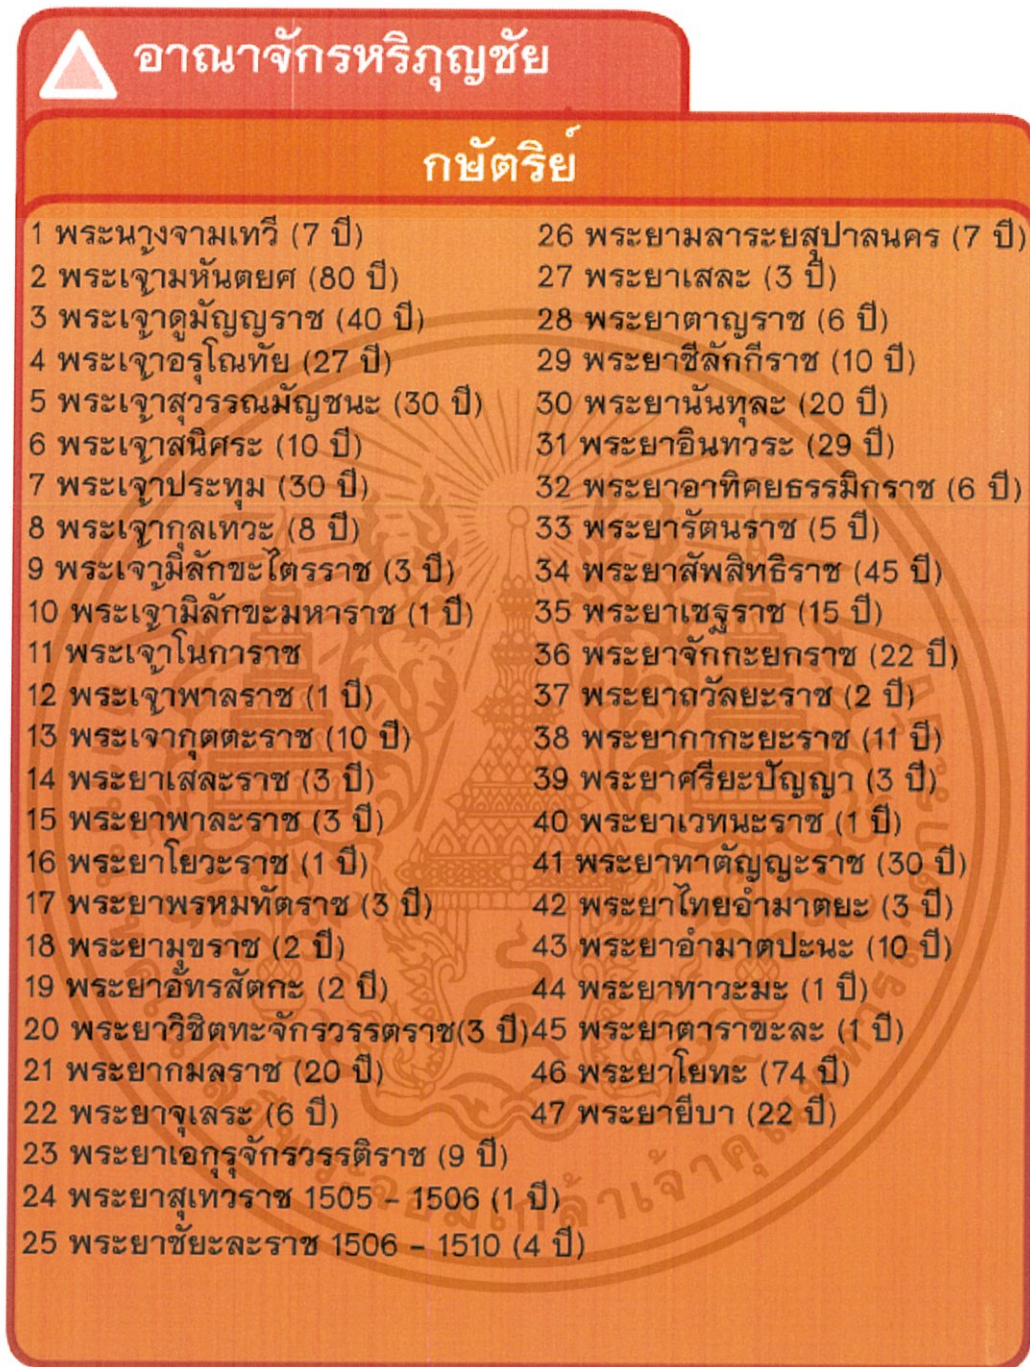 อาณาจักรหริภุญชัย
กษัตริย์
1 พระนางจามเทวี (7 ปี)
2 พระเจ้ามหันตยศ (80 ปี)
3 พระเจ้าดูมัญญราช (40 ปี)
4 พระเจ้าอรุโณทัย (27 ปี)
5 พระเจ้าสุวรรณมัญชนะ (30 ปี)
6 พระเจ้าสนิศระ (10 ปี)
7 พระเจ้าประทุม (30 ปี)
8 พระเจ้ากุลเทวะ (8 ปี)
9 พระเจ้ามิลักขะไตรราช (3 ปี)
10 พระเจ้ามิลักขะมหาราช (1 ปี)
11 พระเจ้าโนการาช
12 พระเจ้าพาลราช (1 ปี)
13 พระเจากุตตะราช (10 ปี)
14 พระยาเสละราช (3 ปี)
15 พระยาพาละราช (3 ปี)
16 พระยาโยวะราช (1 ปี)
17 พระยาพรหมทัตราช (3 ปี)
18 พระยามุขราช (2 ปี)
19 พระยาอัทรสัตกะ (2 ปี)
20 พระยาวิชิตทะจักรวรรตราช(3 ปี)
21 พระยากมลราช (20 ปี)
22 พระยาจุเลระ (6 ปี)
23 พระยาเอกุรุจักรวรรติราช (9 ปี)
24 พระยาสุเทวราช 1505 – 1506 (1 ปี)
25 พระยาชัยะละราช 1506 – 1510 (4 ปี)
26 พระยามลาระยสุปาลนคร (7 ปี)
27 พระยาเสละ (3 ปี)
28 พระยาตาญราช (6 ปี)
29 พระยาชีลักกีราช (10 ปี)
30 พระยานันทุละ (20 ปี)
31 พระยาอินทวระ (29 ปี)
32 พระยาอาทิคยธรรมิกราช (6 ปี)
33 พระยารัตนราช (5 ปี)
34 พระยาสัพสิทธิราช (45 ปี)
35 พระยาเชฐราช (15 ปี)
36 พระยาจักกะยกราช (22 ปี)
37 พระยาถวัลยะราช (2 ปี)
38 พระยากากะยะราช (11 ปี)
39 พระยาศรียะปัญญา (3 ปี)
40 พระยาเวทนะราช (1 ปี)
41 พระยาทาตัญญะราช (30 ปี)
42 พระยาไทยอำมาตยะ (3 ปี)
43 พระยาอำมาตปะนะ (10 ปี)
44 พระยาทาวะมะ (1 ปี)
45 พระยาตาราขะละ (1 ปี)
46 พระยาโยทะ (74 ปี)
47 พระยายีบา (22 ปี)